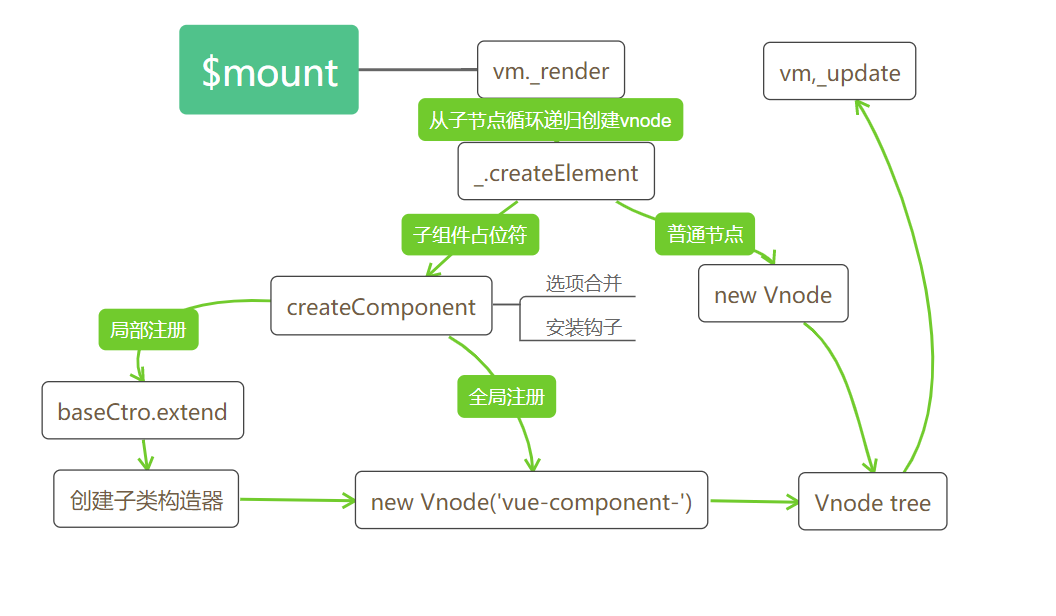 $mount
vm._render
vm,_update
从子节点循环递归创建vnode
_.createElement
子组件占位符
普通节点
createComponent
选项合并
安装钩子
new Vnode
局部注册
全局注册
baseCtro.extend
创建子类构造器
new Vnode('vue-component-')
Vnode tree